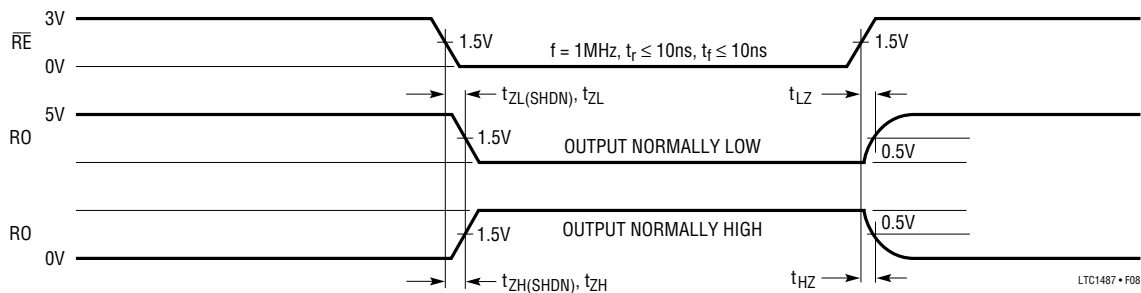 3V
RE
1.5V
f = 1MHz, tr ≤ 10ns, tf ≤ 10ns
1.5V
0V
tZL(SHDN), tZL
tLZ
5V
RO
1.5V
OUTPUT NORMALLY LOW
0.5V
RO
1.5V
OUTPUT NORMALLY HIGH
0.5V
0V
tZH(SHDN), tZH
tHZ
LTC1487 • F08